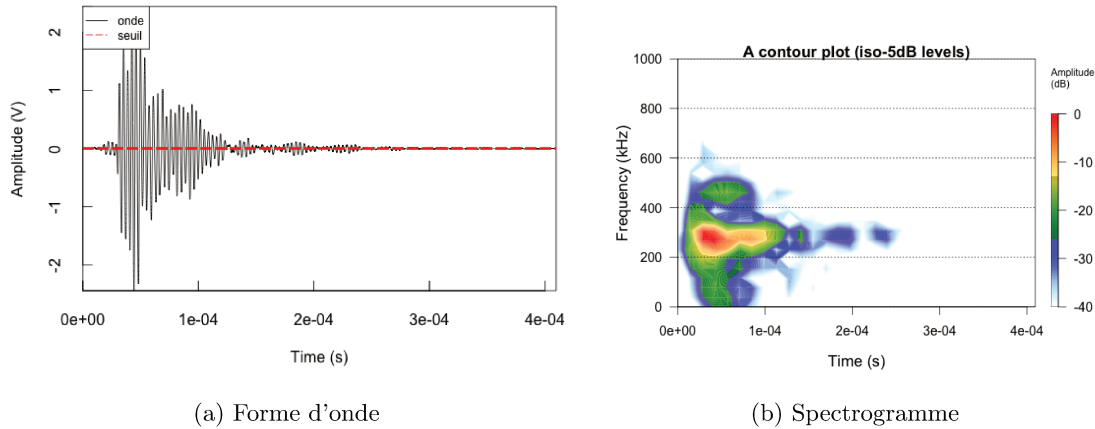 onde
seuil
2
1
0
-1
-2
Amplitude (V)
0e+00 1e-04 2e-04 3e-04 4e-04
Time (s)
(a) Forme d'onde
A contour plot (iso-5dB levels)
1000
800
600
400
200
0
Frequency (kHz)
0e+00 1e-04 2e-04 3e-04 4e-04
Time (s)
Amplitude
(dB)
0
-10
-20
-30
-40
(b) Spectrogramme